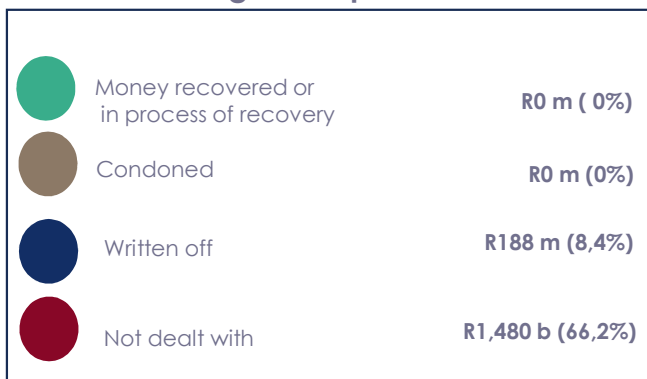 Money recovered or
in process of recovery
R0 m ( 0%)
Condoned
R0 m (0%)
Written off
R188 m (8,4%)
Not dealt with
R1,480 b (66,2%)